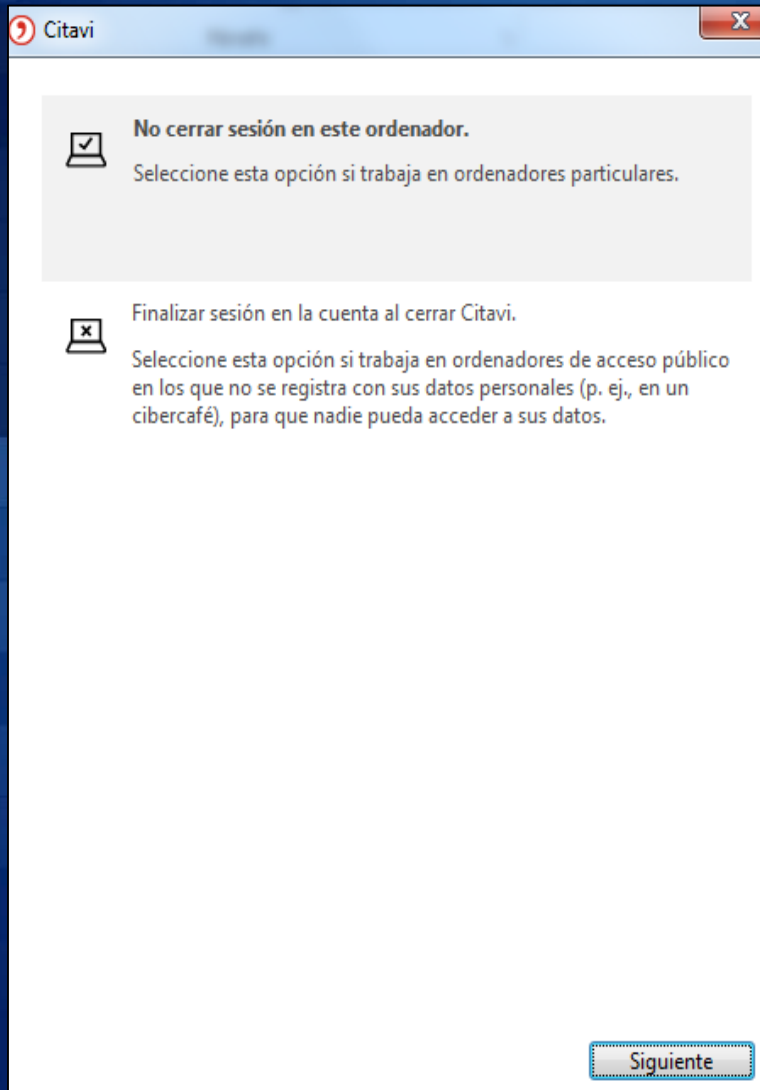 Citavi
No cerrar sesión en este ordenador.
Seleccione esta opción si trabaja en ordenadores particulares.
Finalizar sesión en la cuenta al cerrar Citavi.
Seleccione esta opción si trabaja en ordenadores de acceso público
en los que no se registra con sus datos personales (p. ej., en un
cibercafé), para que nadie pueda acceder a sus datos.
Siguiente